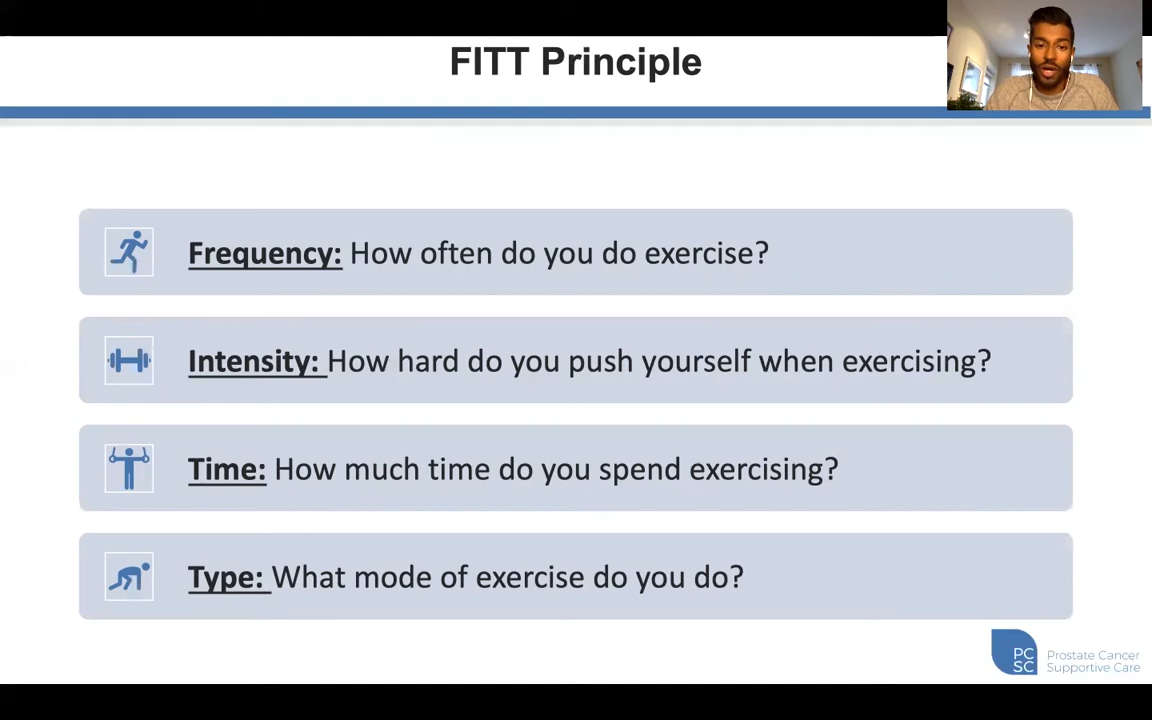 FITT Principle
Frequency: How often do you do exercise?
Intensity: How hard do you push yourself when exercising?
Time: How much time do you spend exercising?
Type: What mode of exercise do you do?
PC
SC
Prostate Cancer
Supportive Care